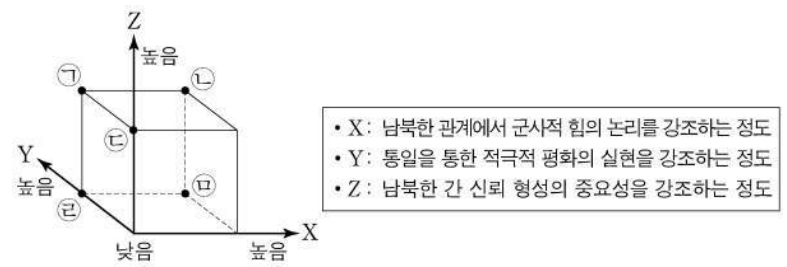 Z
높음
㉠
㉡
㉢
Y
높음
㉣
㉤
X
낮음
높음
• X : 남북한 관계에서 군사적 힘의 논리를 강조하는 정도
• Y : 통일을 통한 적극적 평화의 실현을 강조하는 정도
• Z : 남북한 간 신뢰 형성의 중요성을 강조하는 정도